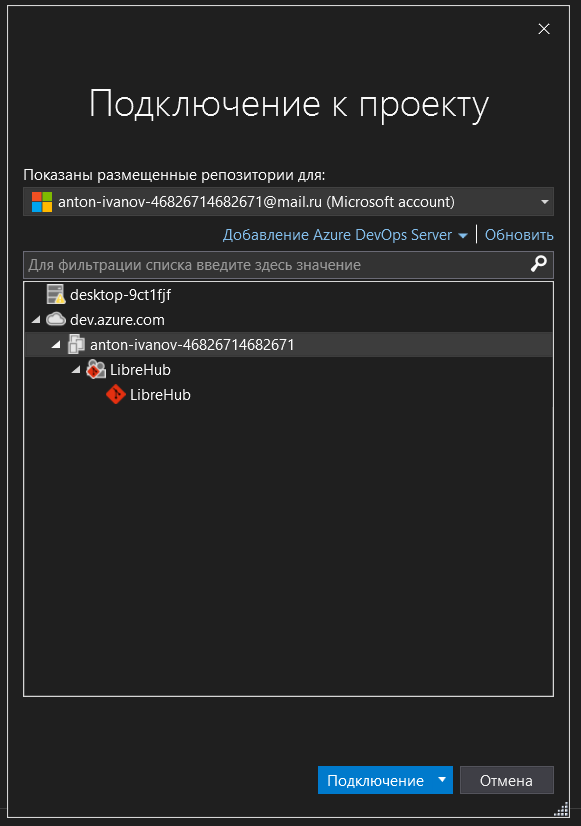 Подключение к проекту
Показаны размещенные репозитории для:
anton-ivanov-46826714682671@mail.ru (Microsoft account)
Добавление Azure DevOps Server | Обновить
Для фильтрации списка введите здесь значение
desktop-9ct1fjf
dev.azure.com
anton-ivanov-46826714682671
LibreHub
LibreHub
Подключение Отмена